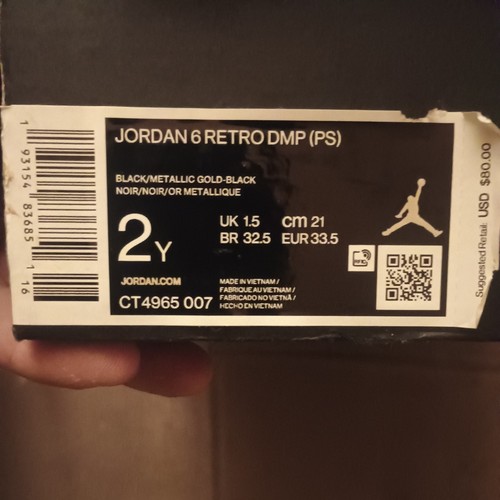 JORDAN 6 RETRO DMP (PS)
BLACK/METALLIC GOLD-BLACK
NOIR/NOIR/OR METALLIQUE
2Y
UK 1.5 cm 21
BR 32.5 EUR 33.5
JORDAN.COM
CT4965 007
MADE IN VIETNAM /
FABRIQUE AU VIETNAM /
FABRICADO NO VIETNÃ /
HECHO EN VIETNAM
RFID
1 93154 83685 1 16
Suggested Retail: USD $80.00